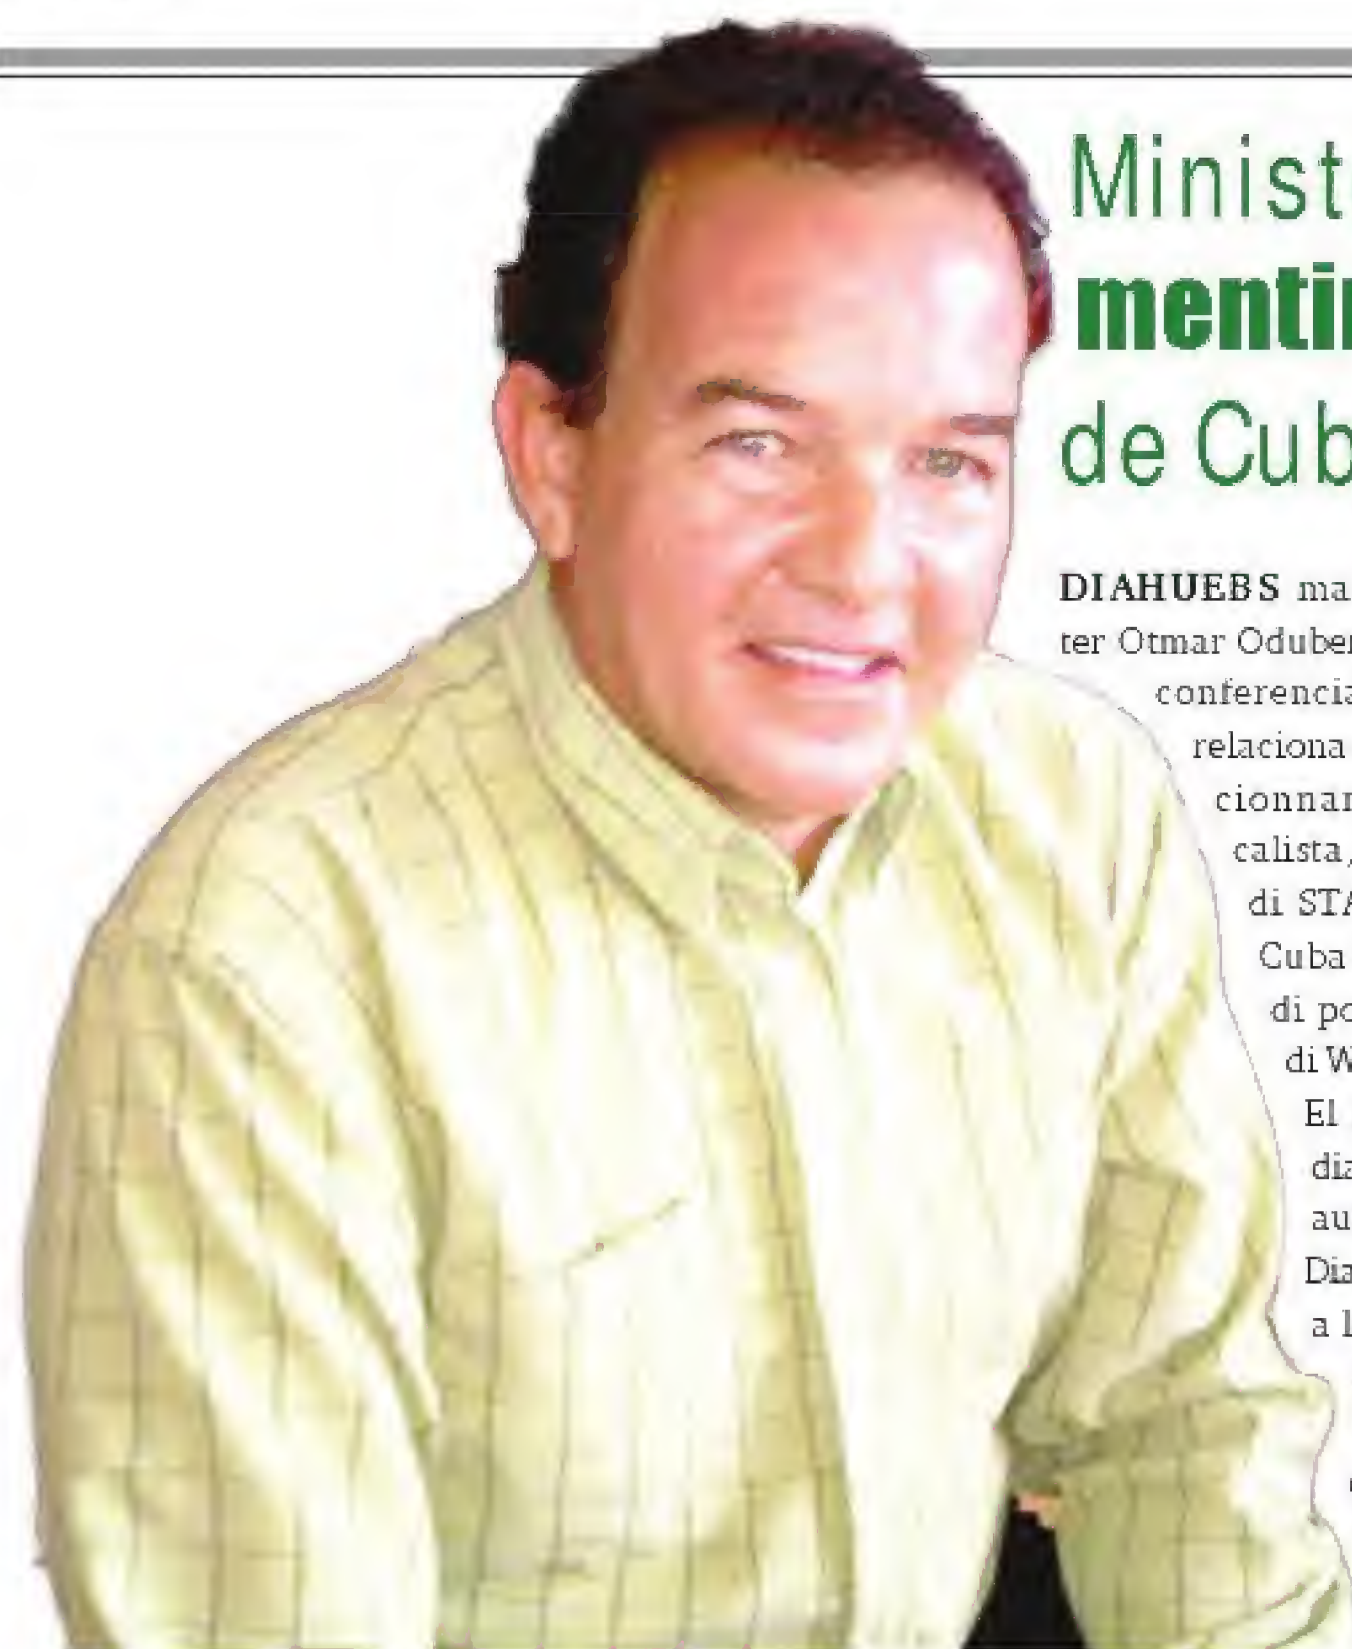 Minist
mentir
de Cub
DIAHUEBS ma
ter Otmar Oduber
conferencia
relaciona
cionnar
calista,
di STA
Cuba
di po
di W
El
dia
au
Dia
a l